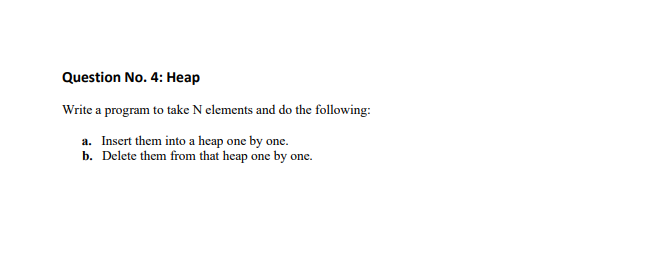 Question No. 4: Heap
Write a program to take N elements and do the following:
a. Insert them into a heap one by one.
b. Delete them from that heap one by one.